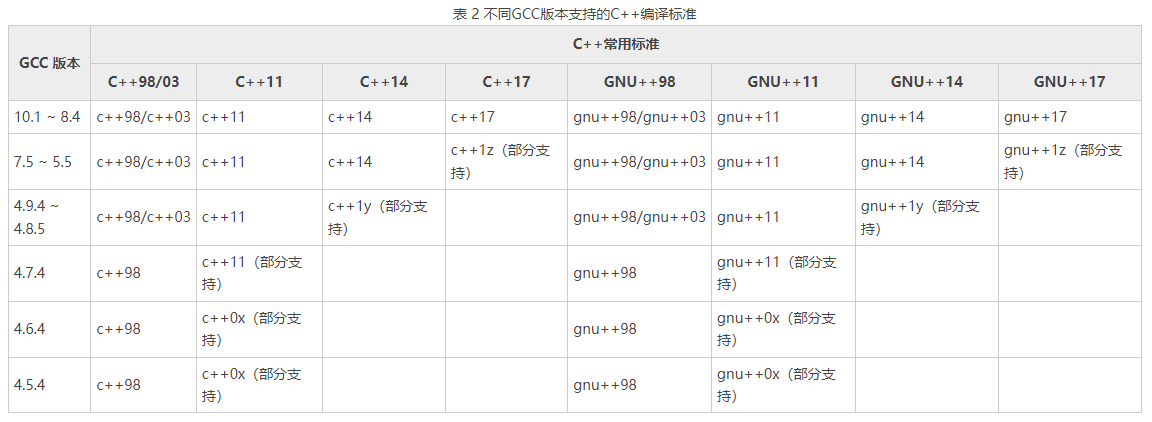 表 2 不同GCC版本支持的C++编译标准
GCC 版本
C++常用标准
C++98/03 C++11 C++14 C++17 GNU++98 GNU++11 GNU++14 GNU++17
10.1 ~ 8.4 c++98/c++03 c++11 c++14 c++17 gnu++98/gnu++03 gnu++11 gnu++14 gnu++17
7.5 ~ 5.5 c++98/c++03 c++11 c++14 c++1z（部分支持） gnu++98/gnu++03 gnu++11 gnu++14 gnu++1z（部分支持）
4.9.4 ~ 4.8.5 c++98/c++03 c++11 c++1y（部分支持） gnu++98/gnu++03 gnu++11 gnu++1y（部分支持）
4.7.4 c++98 c++11（部分支持） gnu++98 gnu++11（部分支持）
4.6.4 c++98 c++0x（部分支持） gnu++98 gnu++0x（部分支持）
4.5.4 c++98 c++0x（部分支持） gnu++98 gnu++0x（部分支持）